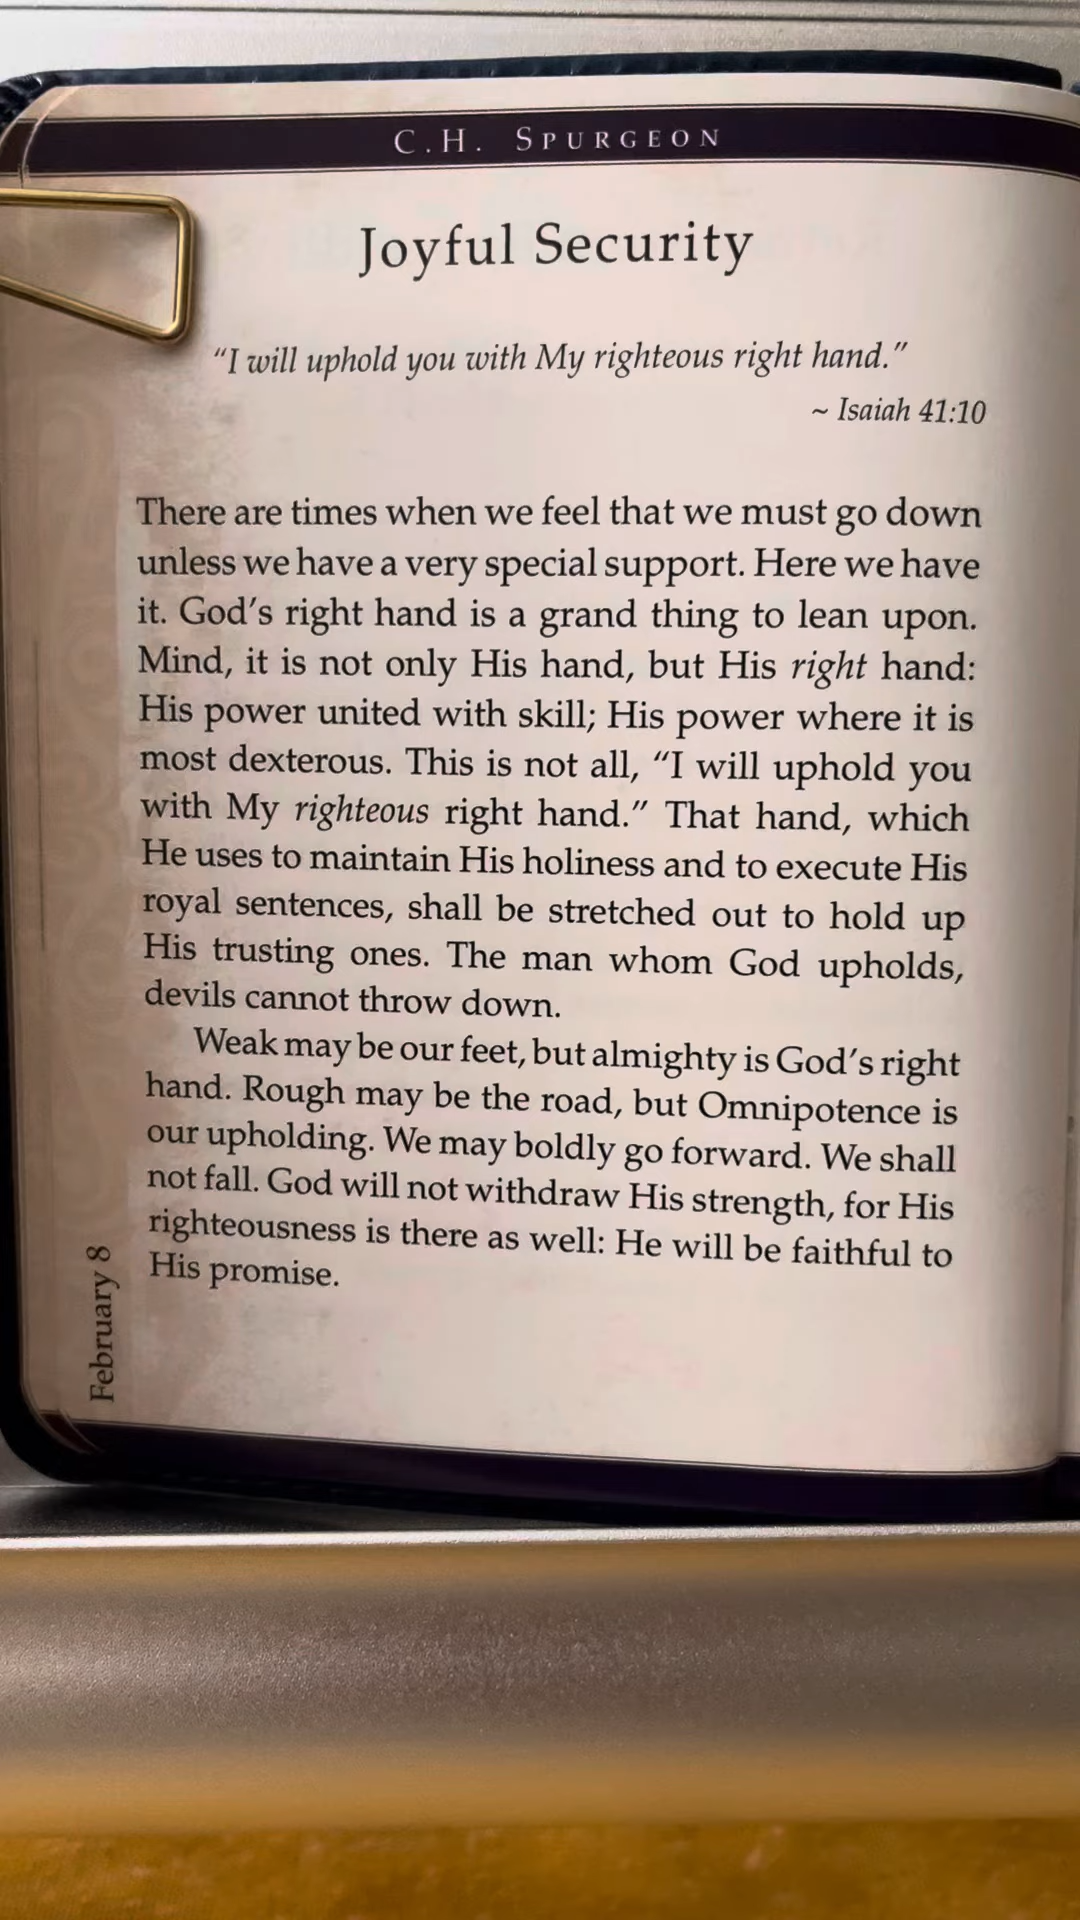 C.H. SPURGEON
Joyful Security
“I will uphold you with My righteous right hand.”
~ Isaiah 41:10
There are times when we feel that we must go down
unless we have a very special support. Here we have
it. God’s right hand is a grand thing to lean upon.
Mind, it is not only His hand, but His right hand:
His power united with skill; His power where it is
most dexterous. This is not all, “I will uphold you
with My righteous right hand.” That hand, which
He uses to maintain His holiness and to execute His
royal sentences, shall be stretched out to hold up
His trusting ones. The man whom God upholds,
devils cannot throw down.
Weak may be our feet, but almighty is God’s right
hand. Rough may be the road, but Omnipotence is
our upholding. We may boldly go forward. We shall
not fall. God will not withdraw His strength, for His
righteousness is there as well: He will be faithful to
His promise.
February 8